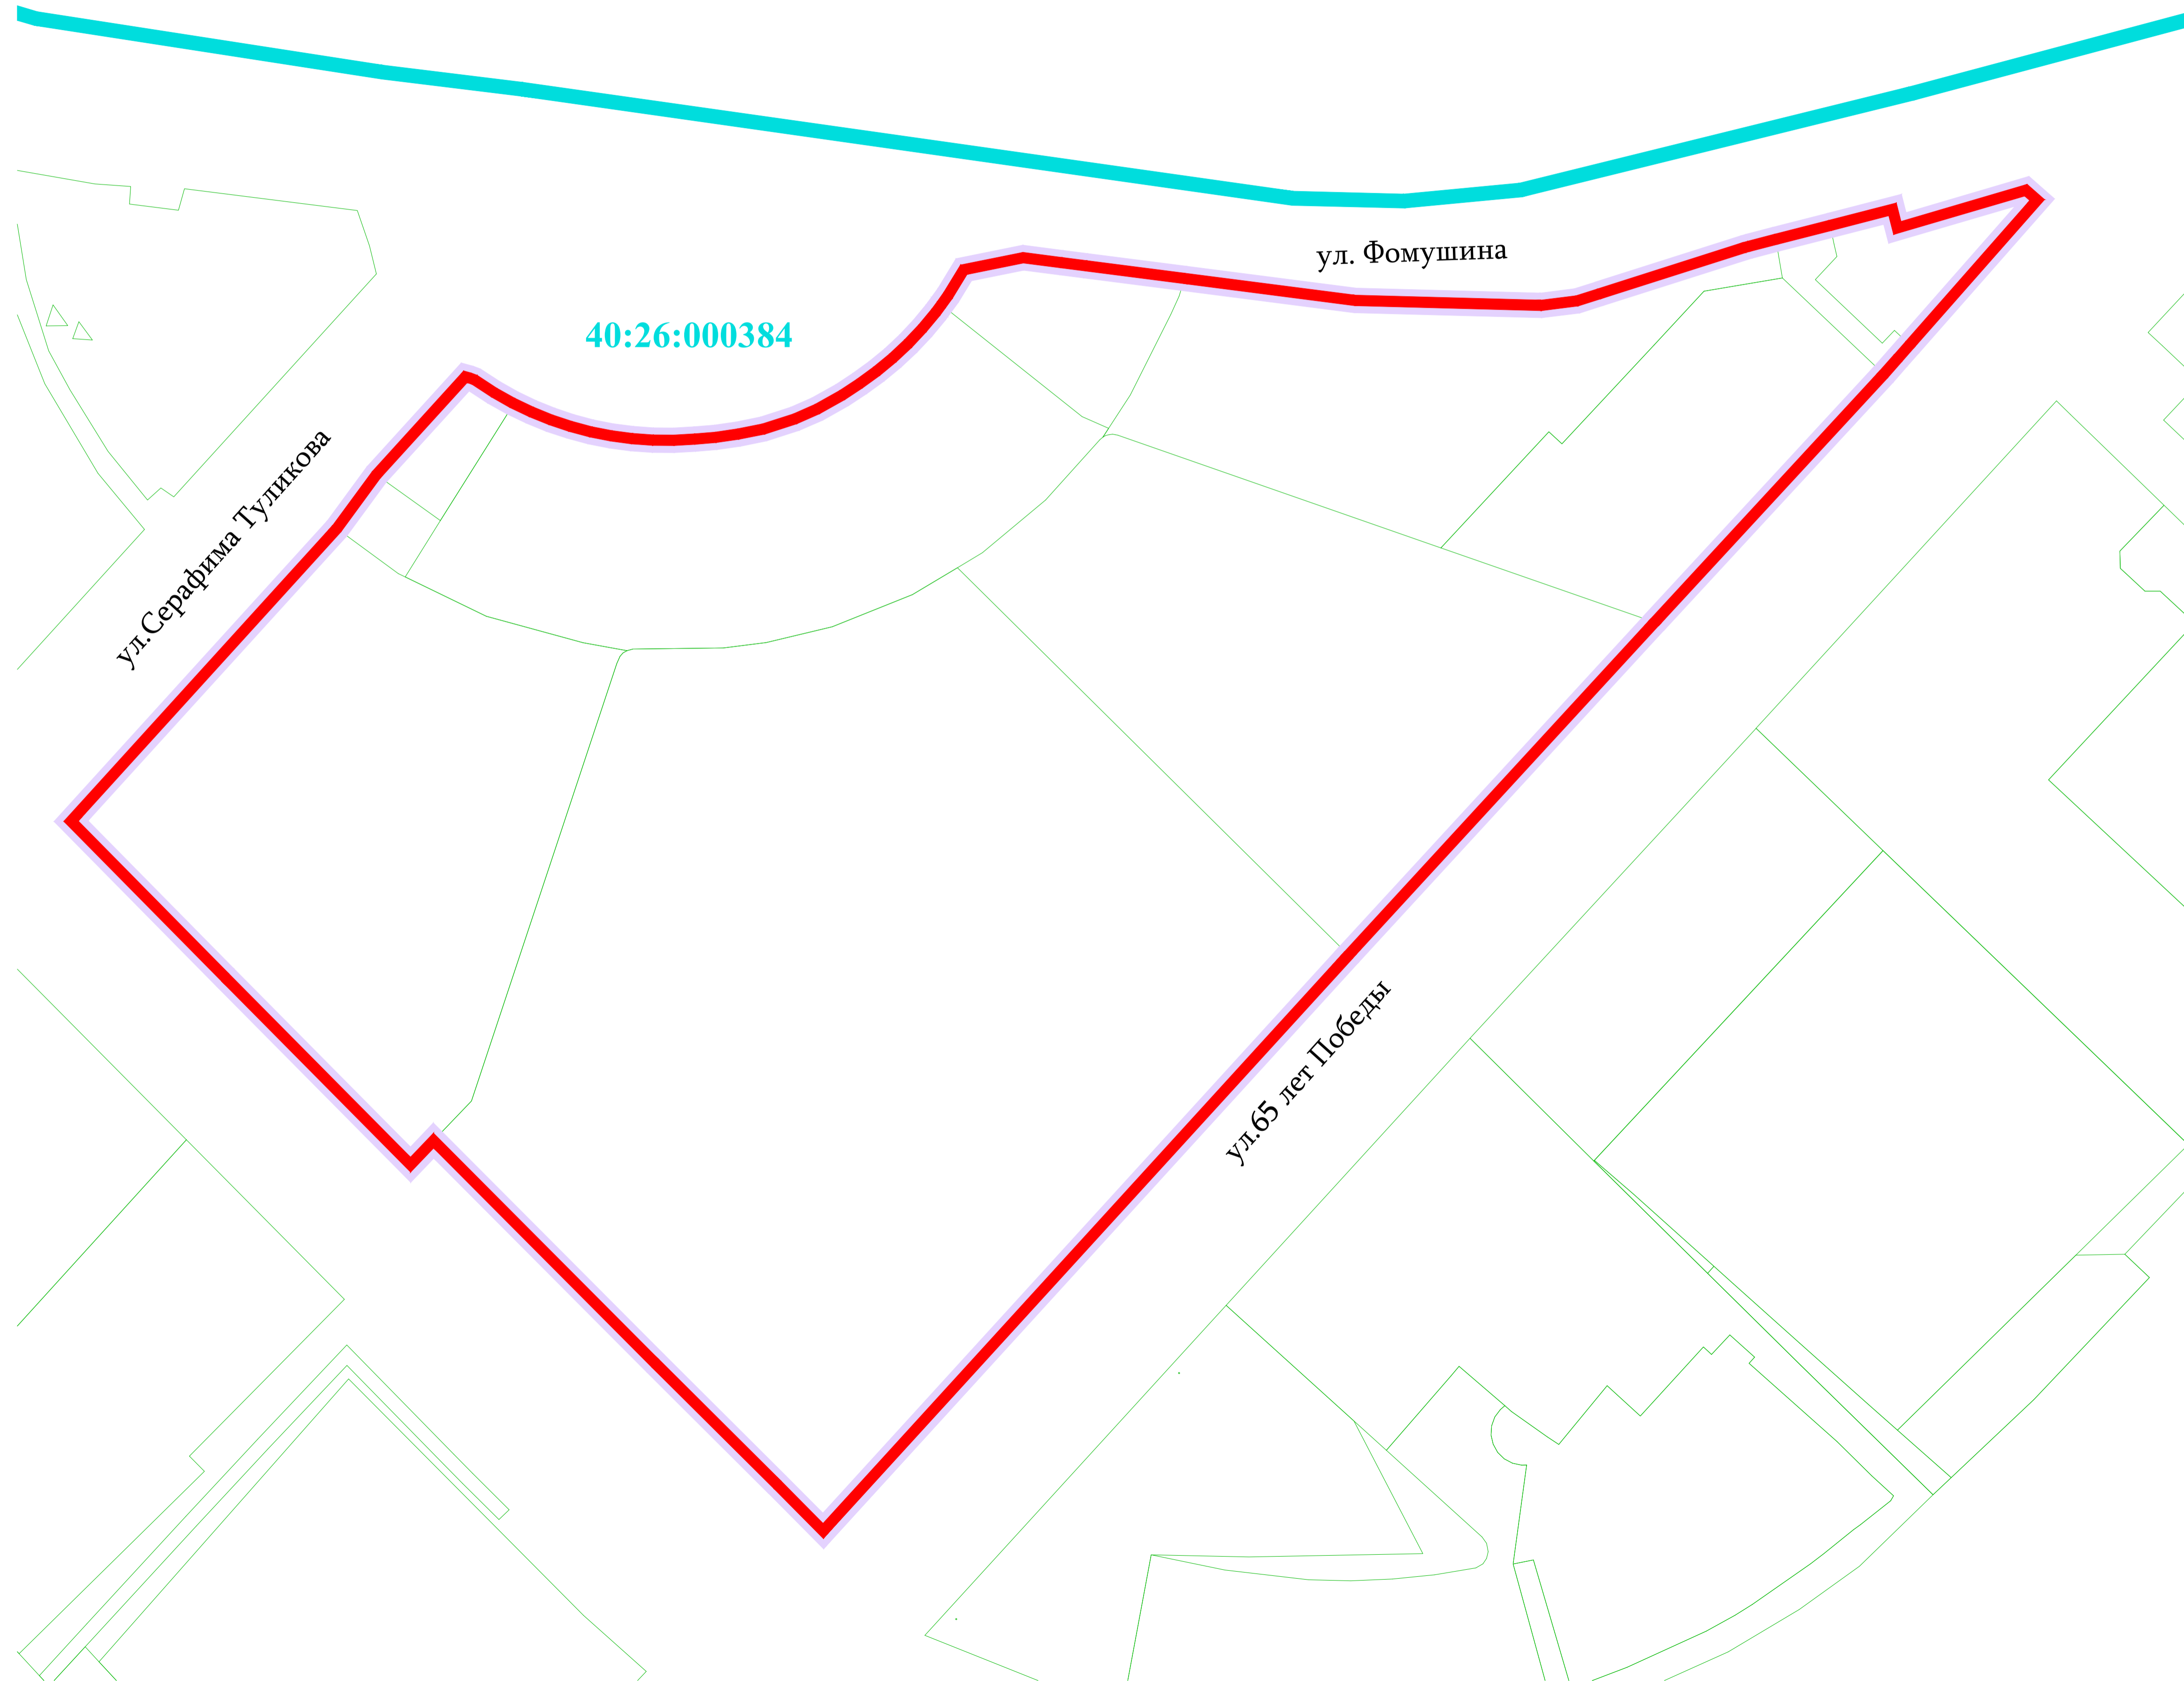 ул. Фомушина
40:26:000384
ул.Серафима Туликова
ул.65 лет Победы